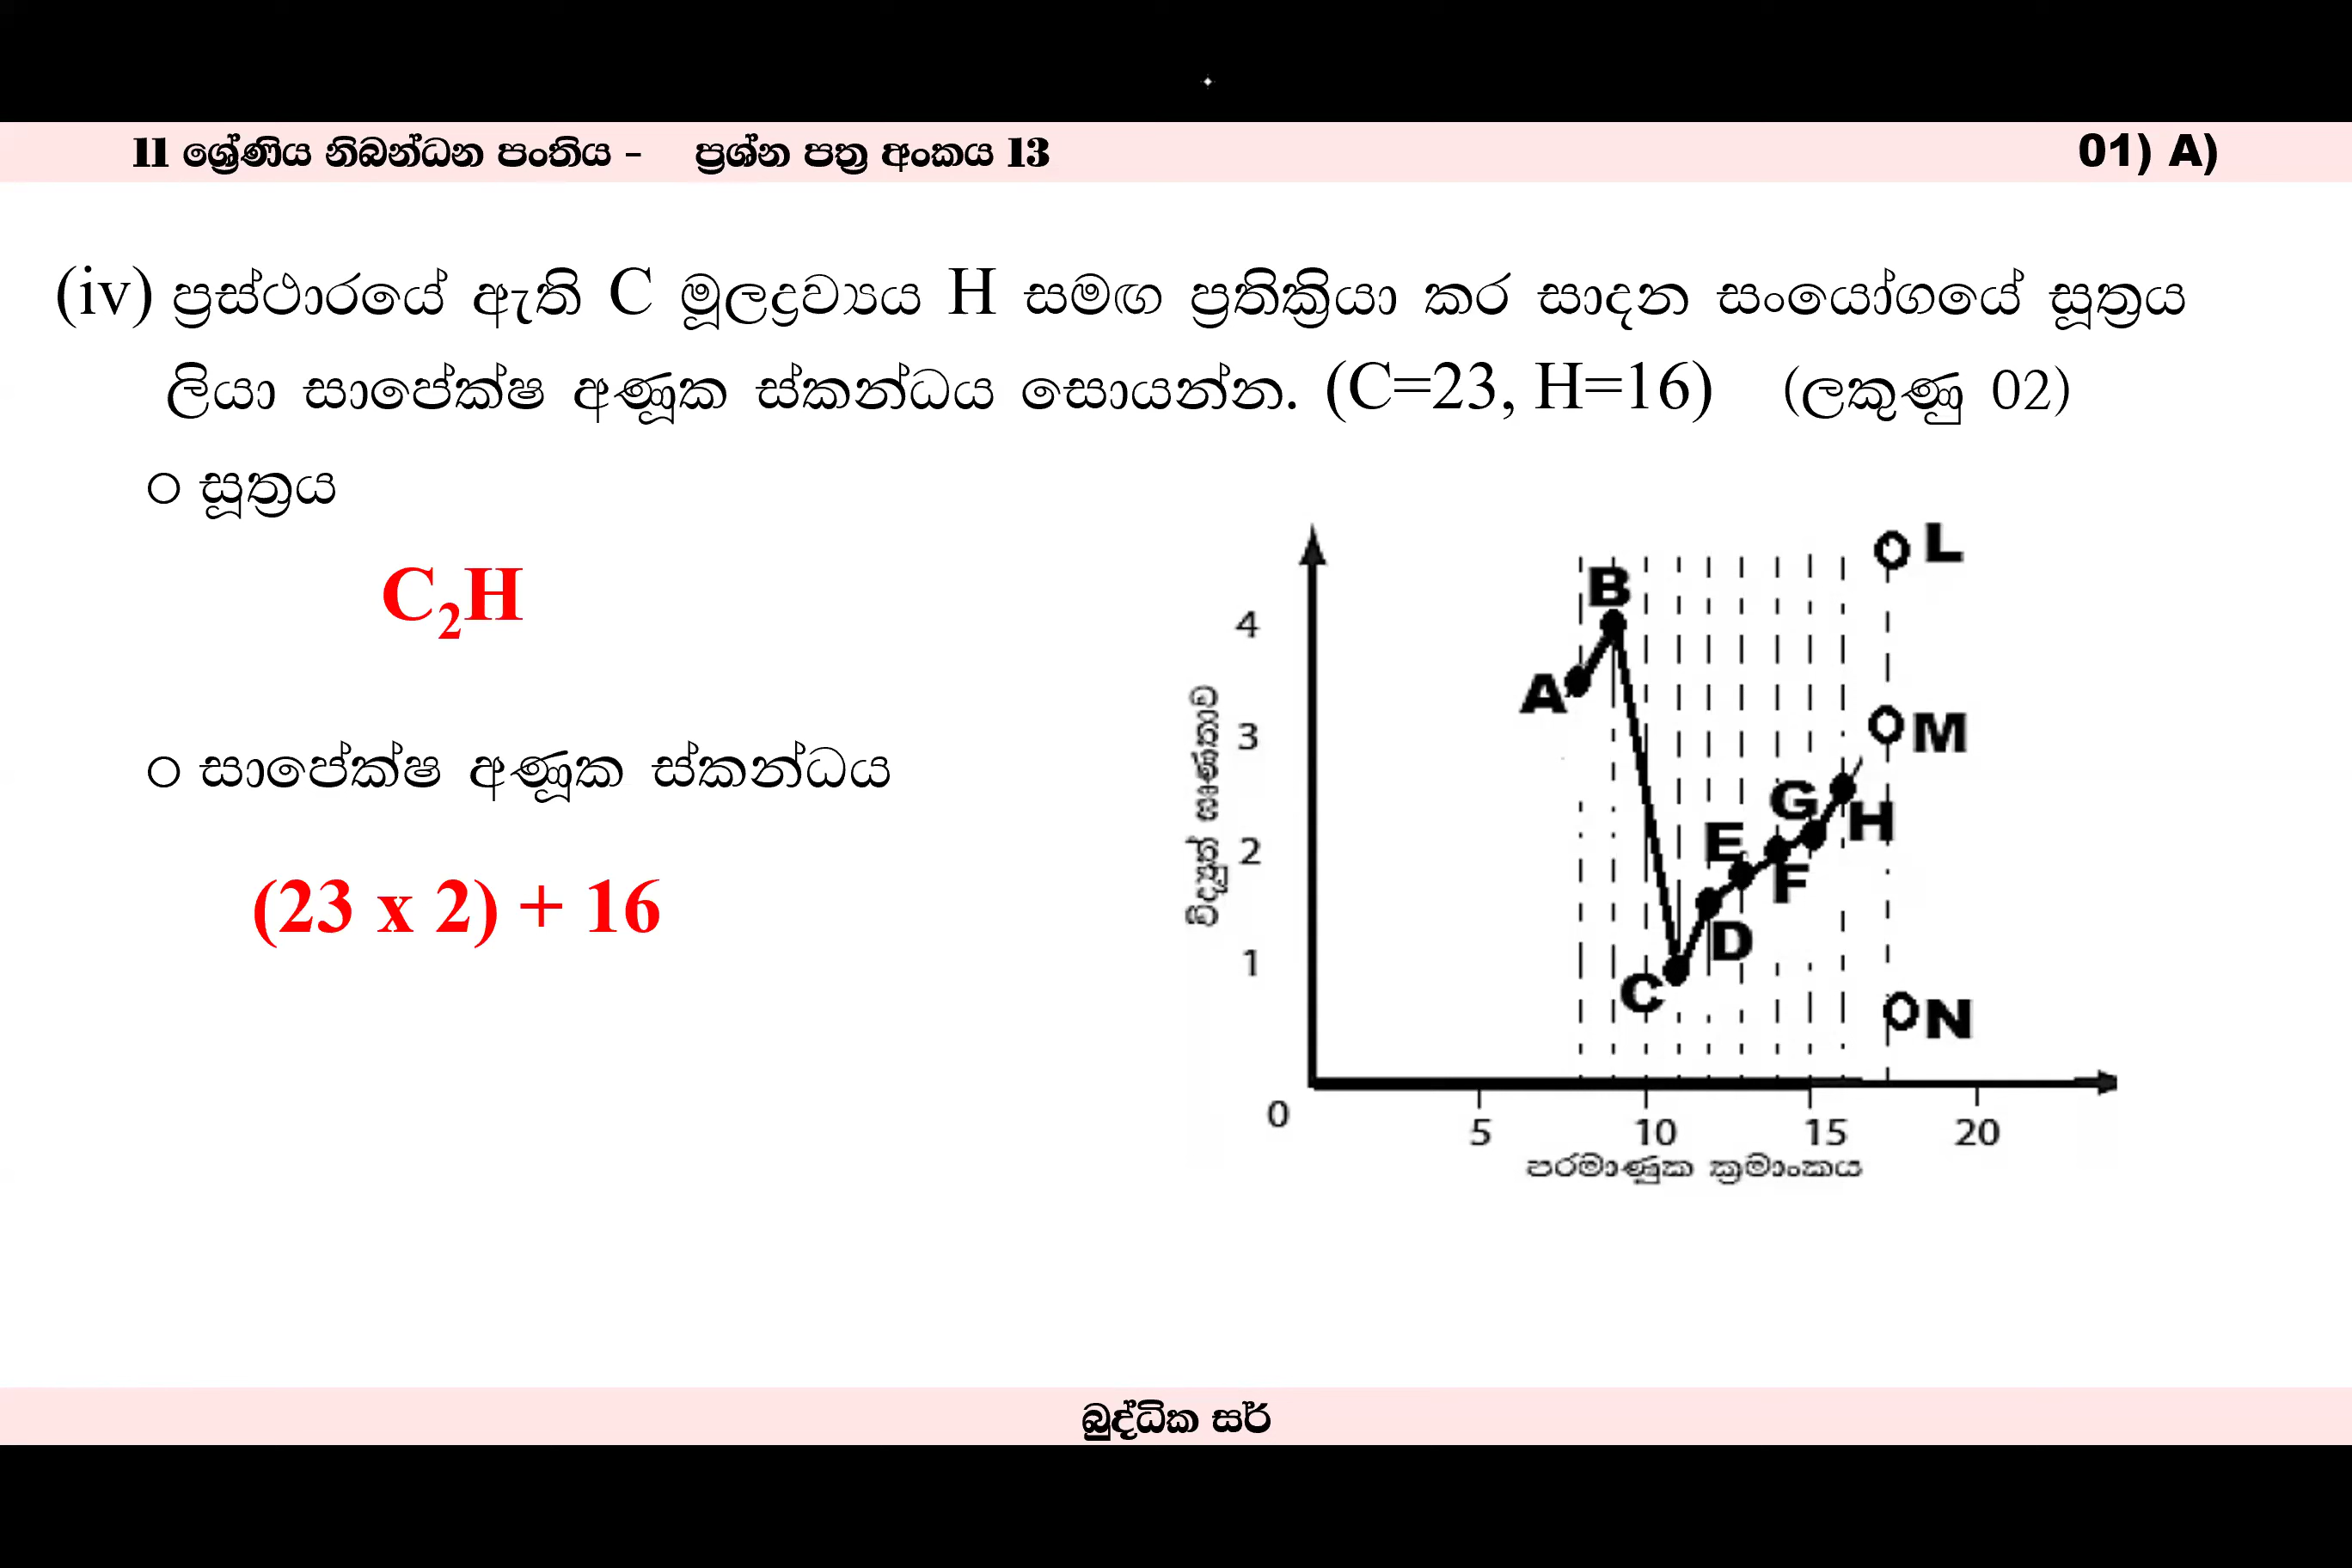 11 ශ්‍රේණිය නිබන්ධන පංතිය - ප්‍රශ්න පත්‍ර අංකය 13 01) A)
(iv) ප්‍රස්ථාරයේ ඇති C මූලද්‍රව්‍යය H සමඟ ප්‍රතික්‍රියා කර සාදන සංයෝගයේ සූත්‍රය
ලියා සාපේක්ෂ අණූක ස්කන්ධය සොයන්න. (C=23, H=16) (ලකුණු 02)
○ සූත්‍රය
C₂H
○ සාපේක්ෂ අණූක ස්කන්ධය
(23 x 2) + 16
විද්‍යුත් සෘණතාව
4
3
2
1
0
5 10 15 20
පරමාණුක ක්‍රමාංකය
A
B
C
D
E
F
G
H
L
M
N
බුද්ධික සර්